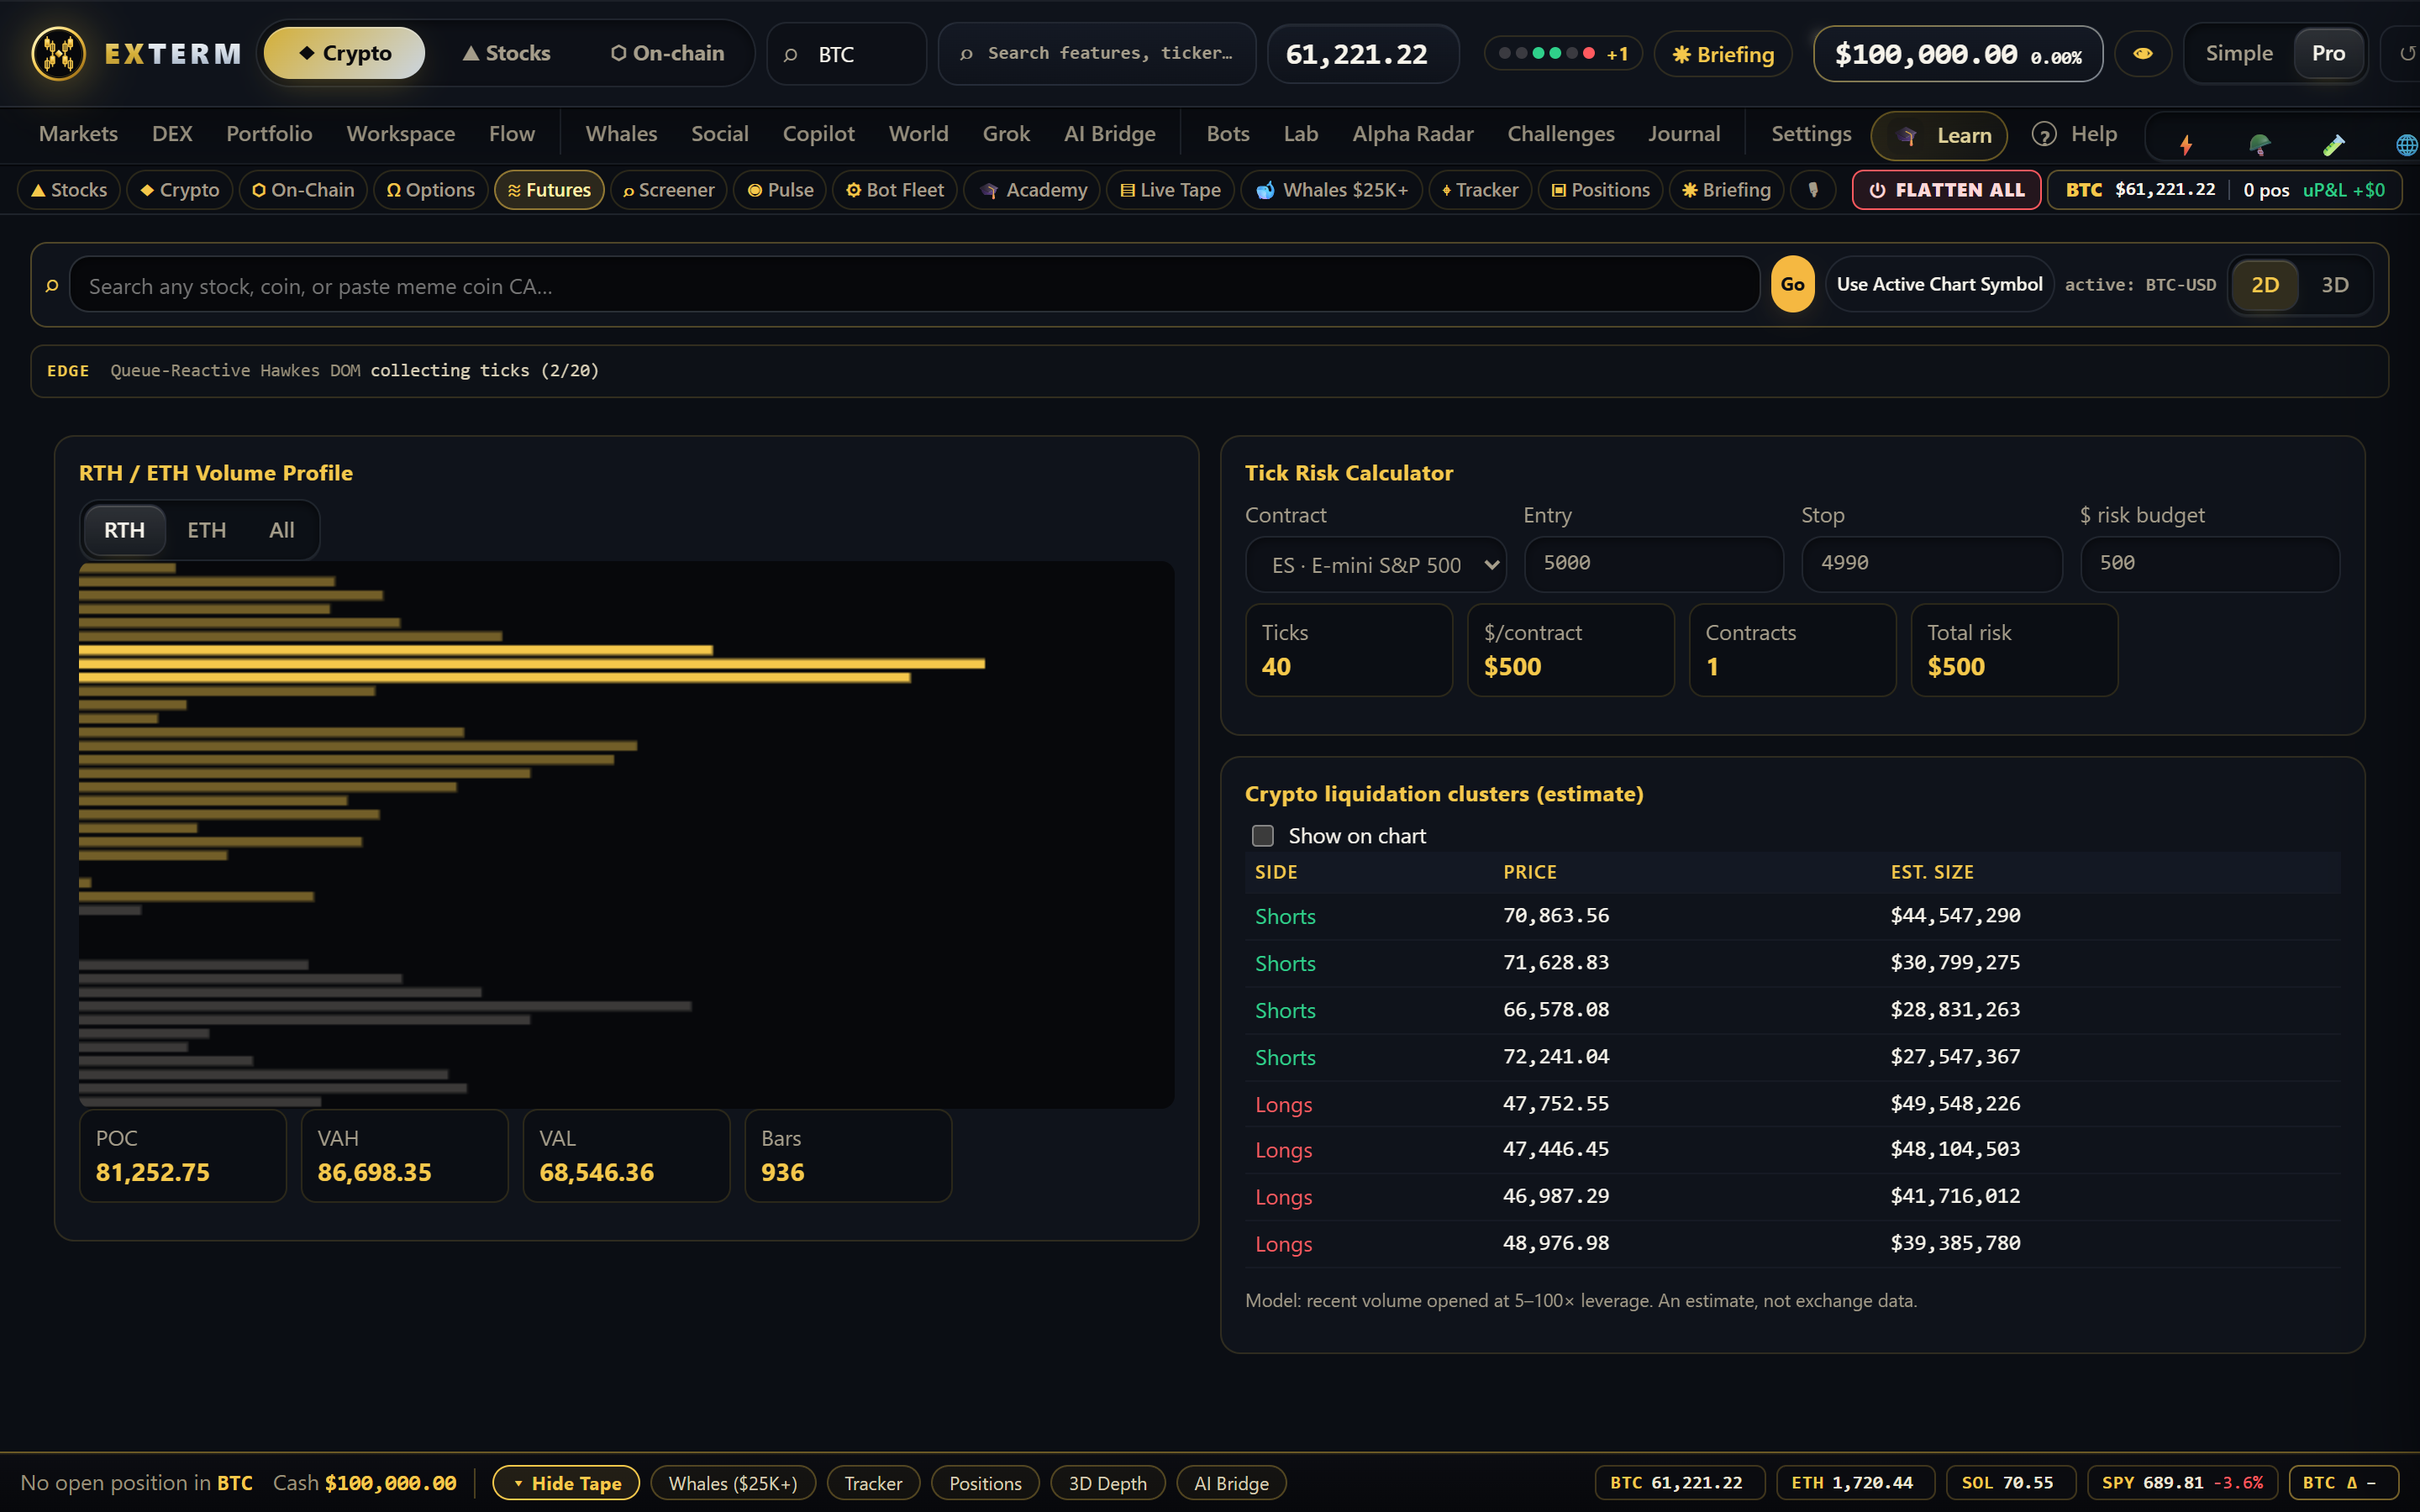 EXTERM
Crypto
Stocks
On-chain
BTC
Search features, ticker...
61,221.22
+1
Briefing
$100,000.00 0.00%
Simple
Pro
Markets DEX Portfolio Workspace Flow Whales Social Copilot World Grok AI Bridge Bots Lab Alpha Radar Challenges Journal Settings Learn Help
Stocks Crypto On-Chain Options Futures Screener Pulse Bot Fleet Academy Live Tape Whales $25K+ Tracker Positions Briefing FLATTEN ALL BTC $61,221.22 0 pos uP&L +$0
Search any stock, coin, or paste meme coin CA...
Go
Use Active Chart Symbol
active: BTC-USD
2D
3D
EDGE Queue-Reactive Hawkes DOM collecting ticks (2/20)
RTH / ETH Volume Profile
RTH ETH All
POC VAH VAL Bars
81,252.75 86,698.35 68,546.36 936
Tick Risk Calculator
Contract Entry Stop $ risk budget
ES · E-mini S&P 500 5000 4990 500
Ticks $/contract Contracts Total risk
40 $500 1 $500
Crypto liquidation clusters (estimate)
Show on chart
SIDE PRICE EST. SIZE
Shorts 70,863.56 $44,547,290
Shorts 71,628.83 $30,799,275
Shorts 66,578.08 $28,831,263
Shorts 72,241.04 $27,547,367
Longs 47,752.55 $49,548,226
Longs 47,446.45 $48,104,503
Longs 46,987.29 $41,716,012
Longs 48,976.98 $39,385,780
Model: recent volume opened at 5–100× leverage. An estimate, not exchange data.
No open position in BTC Cash $100,000.00 Hide Tape Whales ($25K+) Tracker Positions 3D Depth AI Bridge BTC 61,221.22 ETH 1,720.44 SOL 70.55 SPY 689.81 -3.6% BTC Δ –